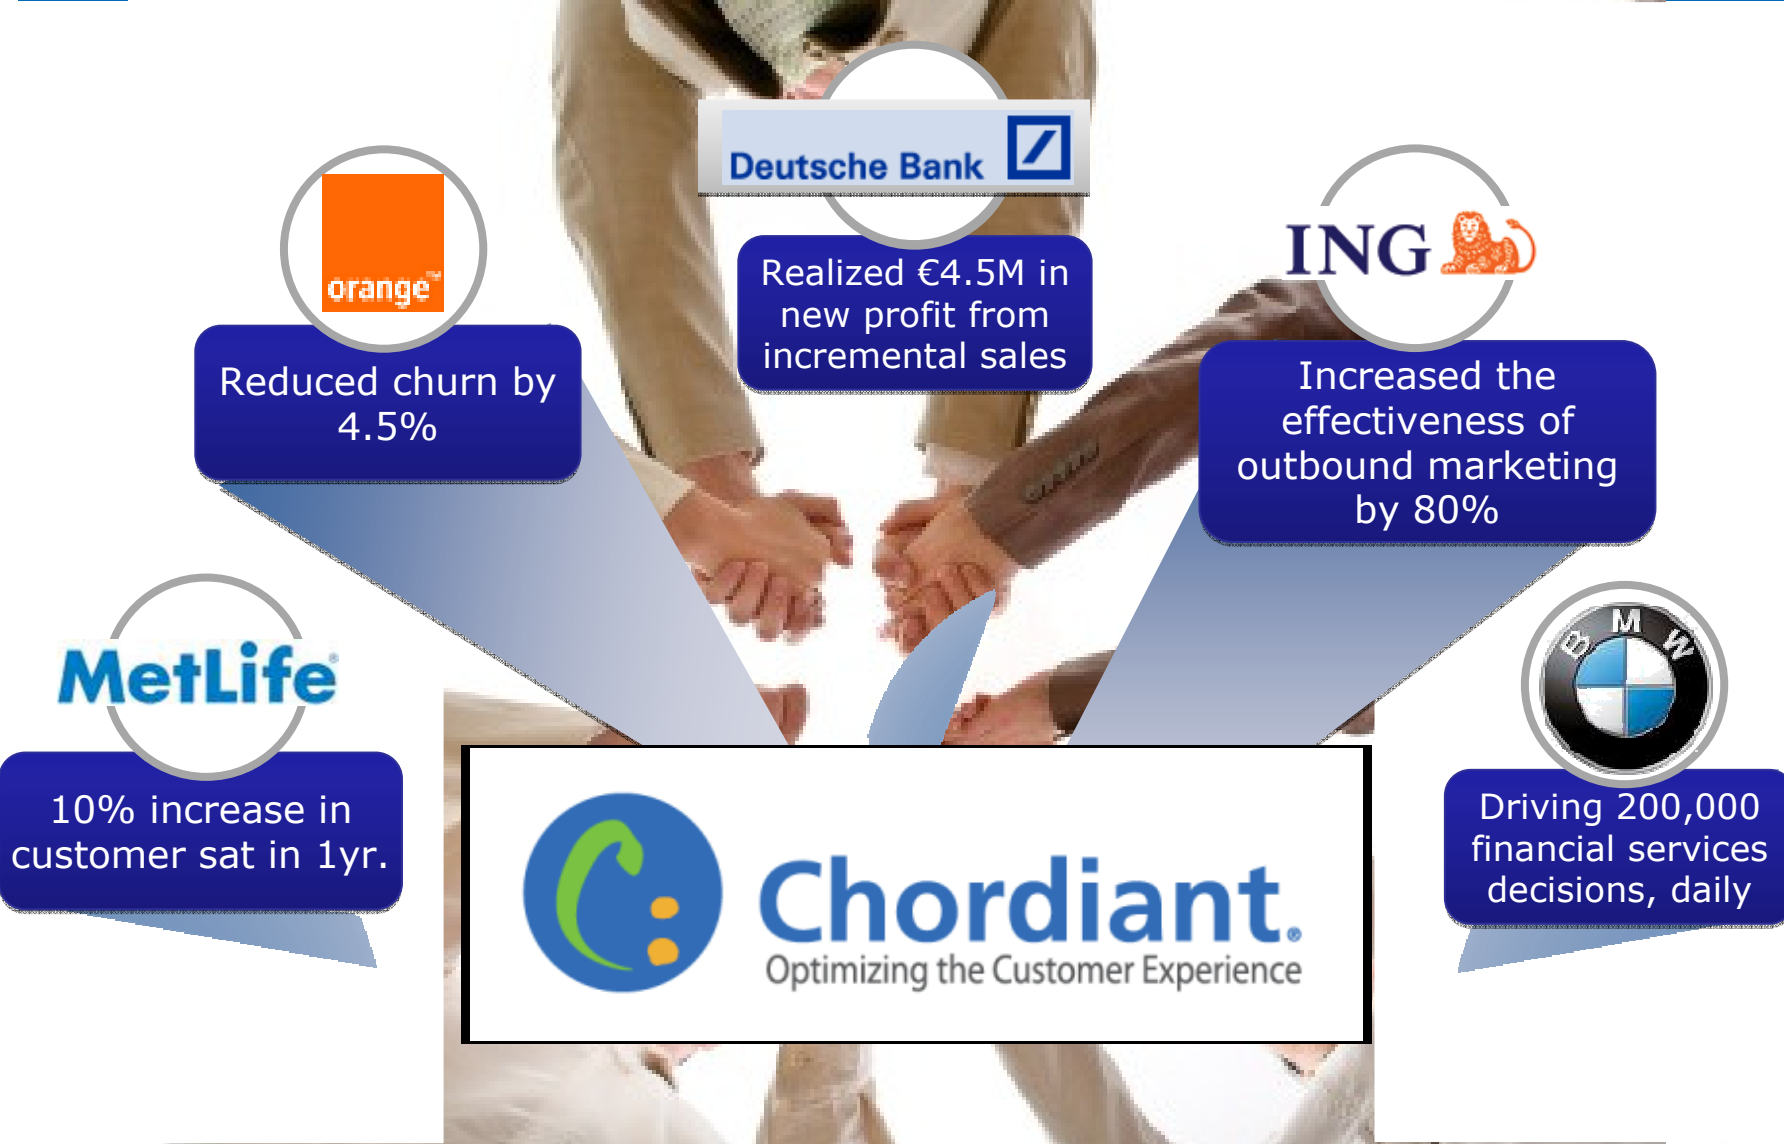 Deutsche Bank
Realized €4.5M in
new profit from
incremental sales
orange™
Reduced churn by
4.5%
ING
Increased the
effectiveness of
outbound marketing
by 80%
MetLife®
10% increase in
customer sat in 1yr.
BMW
Driving 200,000
financial services
decisions, daily
Chordiant®
Optimizing the Customer Experience